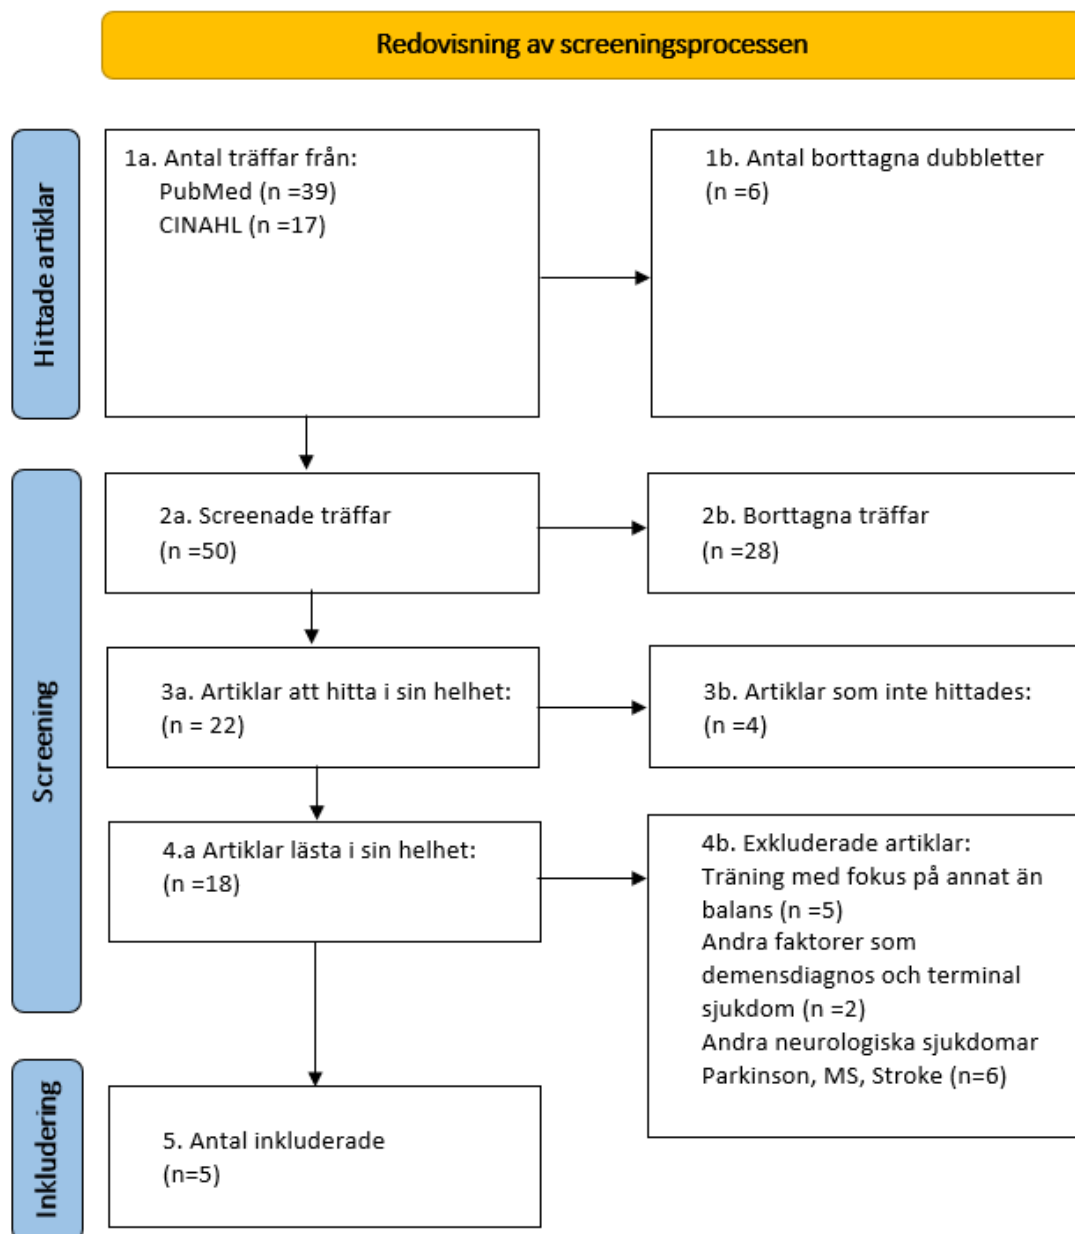 Redovisning av screeningsprocessen
Hittade artiklar
1a. Antal träffar från:
PubMed (n =39)
CINAHL (n =17)
1b. Antal borttagna dubbletter
(n =6)
Screening
2a. Screenade träffar
(n =50)
2b. Borttagna träffar
(n =28)
3a. Artiklar att hitta i sin helhet:
(n = 22)
3b. Artiklar som inte hittades:
(n =4)
4.a Artiklar lästa i sin helhet:
(n =18)
4b. Exkluderade artiklar:
Träning med fokus på annat än
balans (n =5)
Andra faktorer som
demensdiagnos och terminal
sjukdom (n =2)
Andra neurologiska sjukdomar
Parkinson, MS, Stroke (n=6)
Inkludering
5. Antal inkluderade
(n=5)